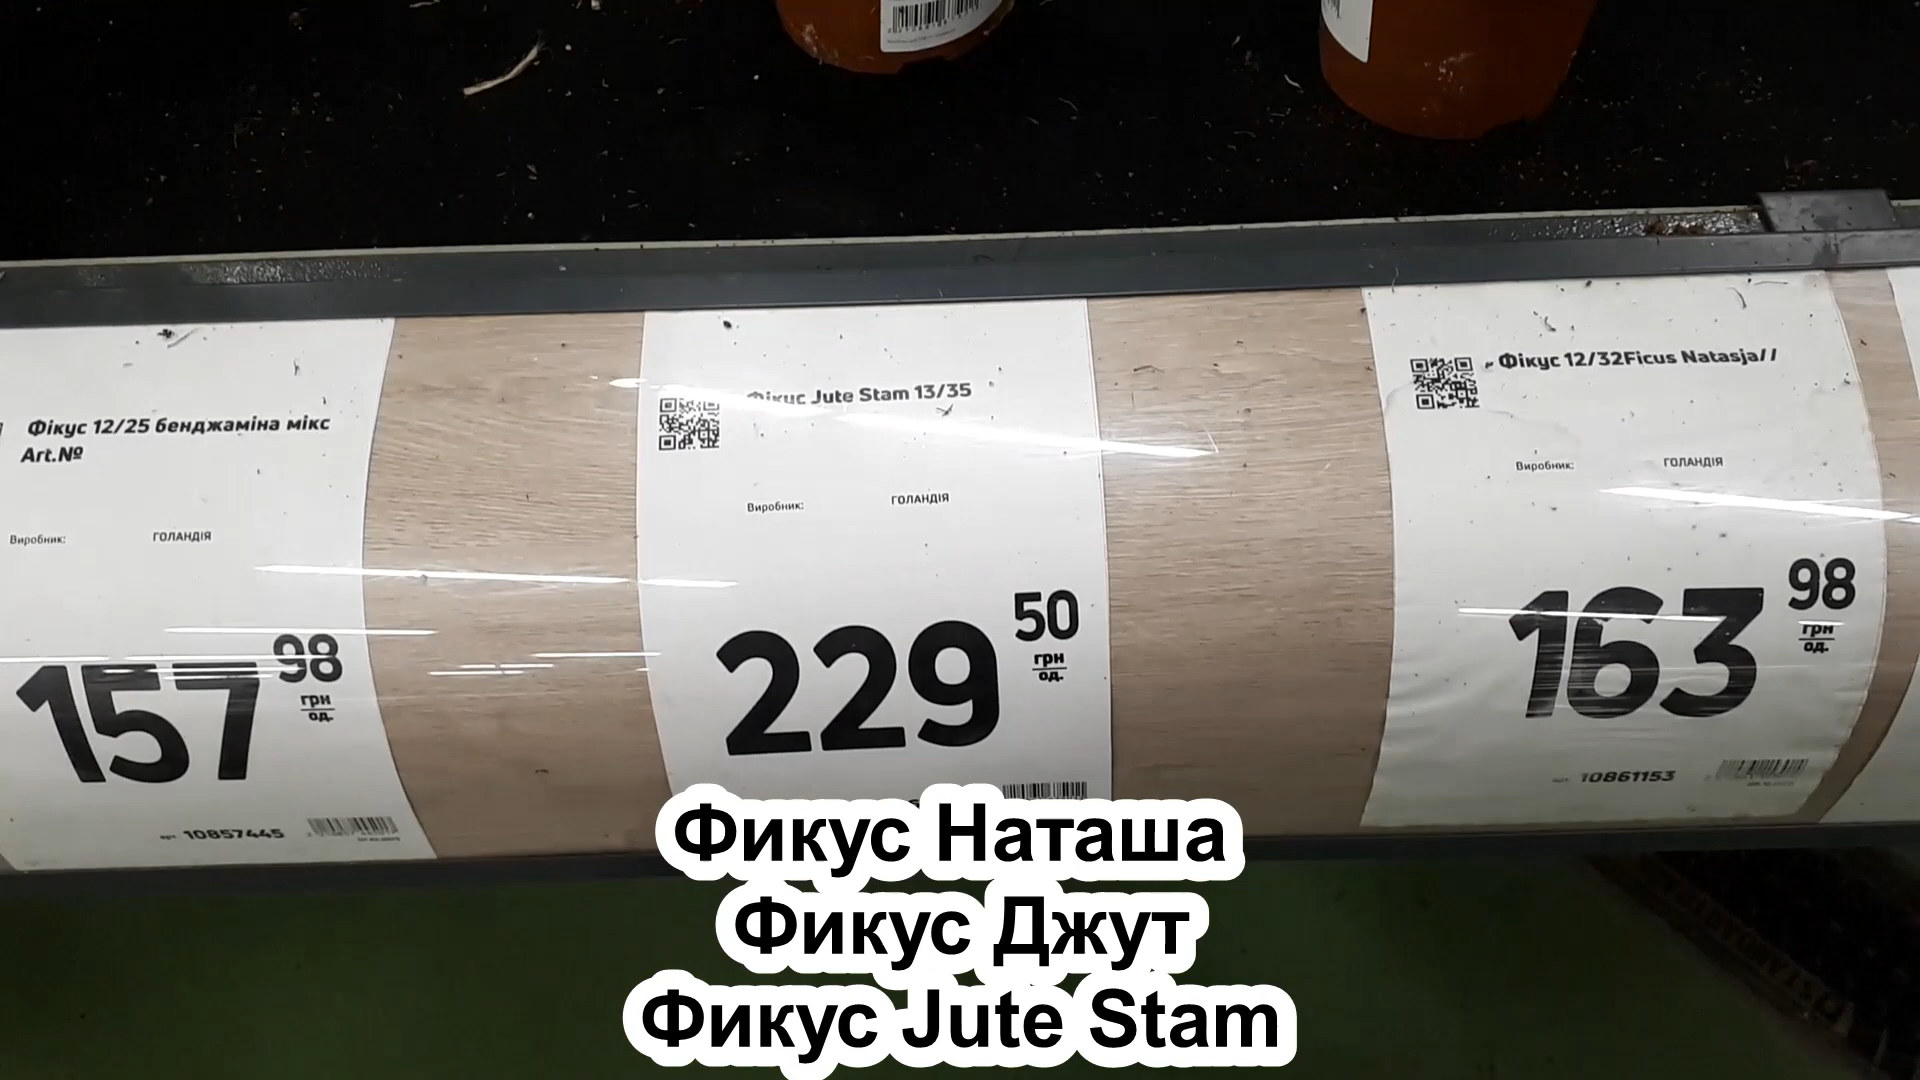 Фікус 12/25 бенджаміна мікс
Art.№
Виробник: ГОЛАНДІЯ
157 98
грн
од.
арт. 10857445
Фікус Jute Stam 13/35
Виробник: ГОЛАНДІЯ
229 50
грн
од.
Фікус 12/32Ficus Natasja//
Виробник: ГОЛАНДІЯ
163 98
грн
од.
арт. 10861153
Фикус Наташа
Фикус Джут
Фикус Jute Stam